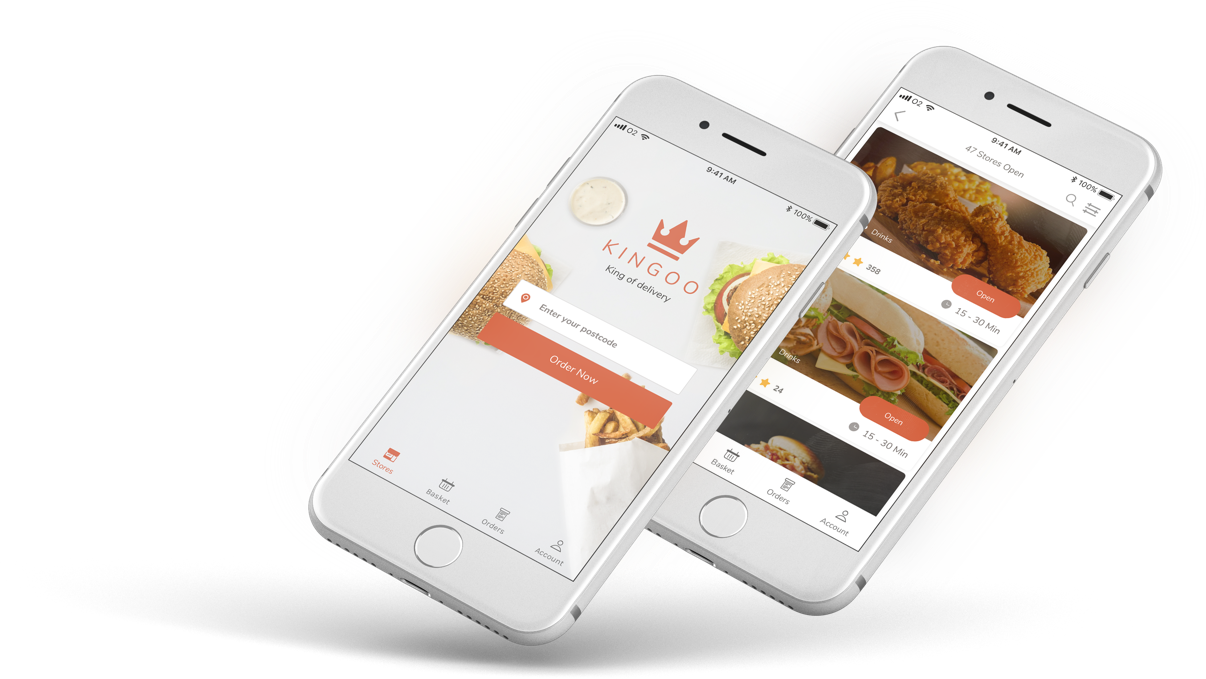 O2
9:41 AM
100%
KINGOO
King of delivery
Enter your postcode
Order Now
Stores
Basket
Orders
Account
O2
9:41 AM
100%
47 Stores Open
Drinks
358
Open
15 - 30 Min
Drinks
24
Open
15 - 30 Min
Basket
Orders
Account